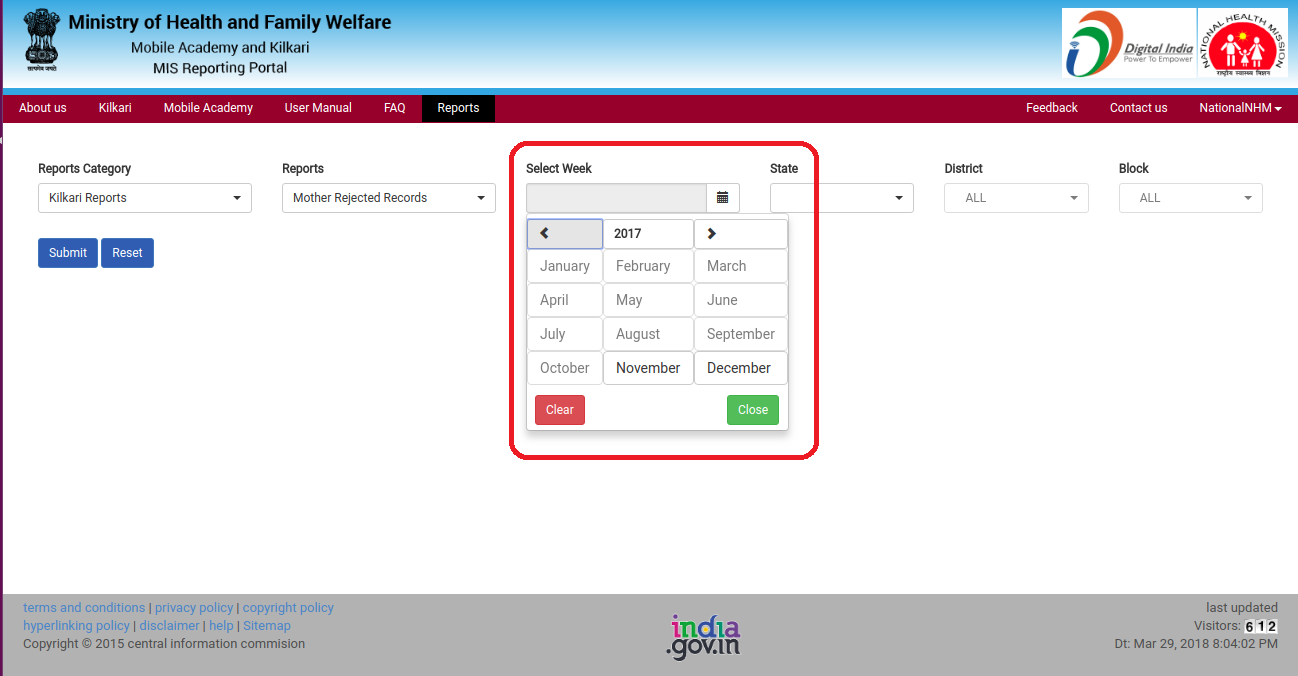 Ministry of Health and Family Welfare
Mobile Academy and Kilkari
MIS Reporting Portal
सत्यमेव जयते
Digital India
Power To Empower
NATIONAL HEALTH MISSION
राष्ट्रीय स्वास्थ्य मिशन
About us Kilkari Mobile Academy User Manual FAQ Reports Feedback Contact us NationalNHM
Reports Category Reports Select Week State District Block
Kilkari Reports Mother Rejected Records ALL ALL
Submit Reset
2017
January February March
April May June
July August September
October November December
Clear Close
terms and conditions | privacy policy | copyright policy
hyperlinking policy | disclaimer | help | Sitemap
Copyright © 2015 central information commision
india
.gov.in
last updated
Visitors: 612
Dt: Mar 29, 2018 8:04:02 PM